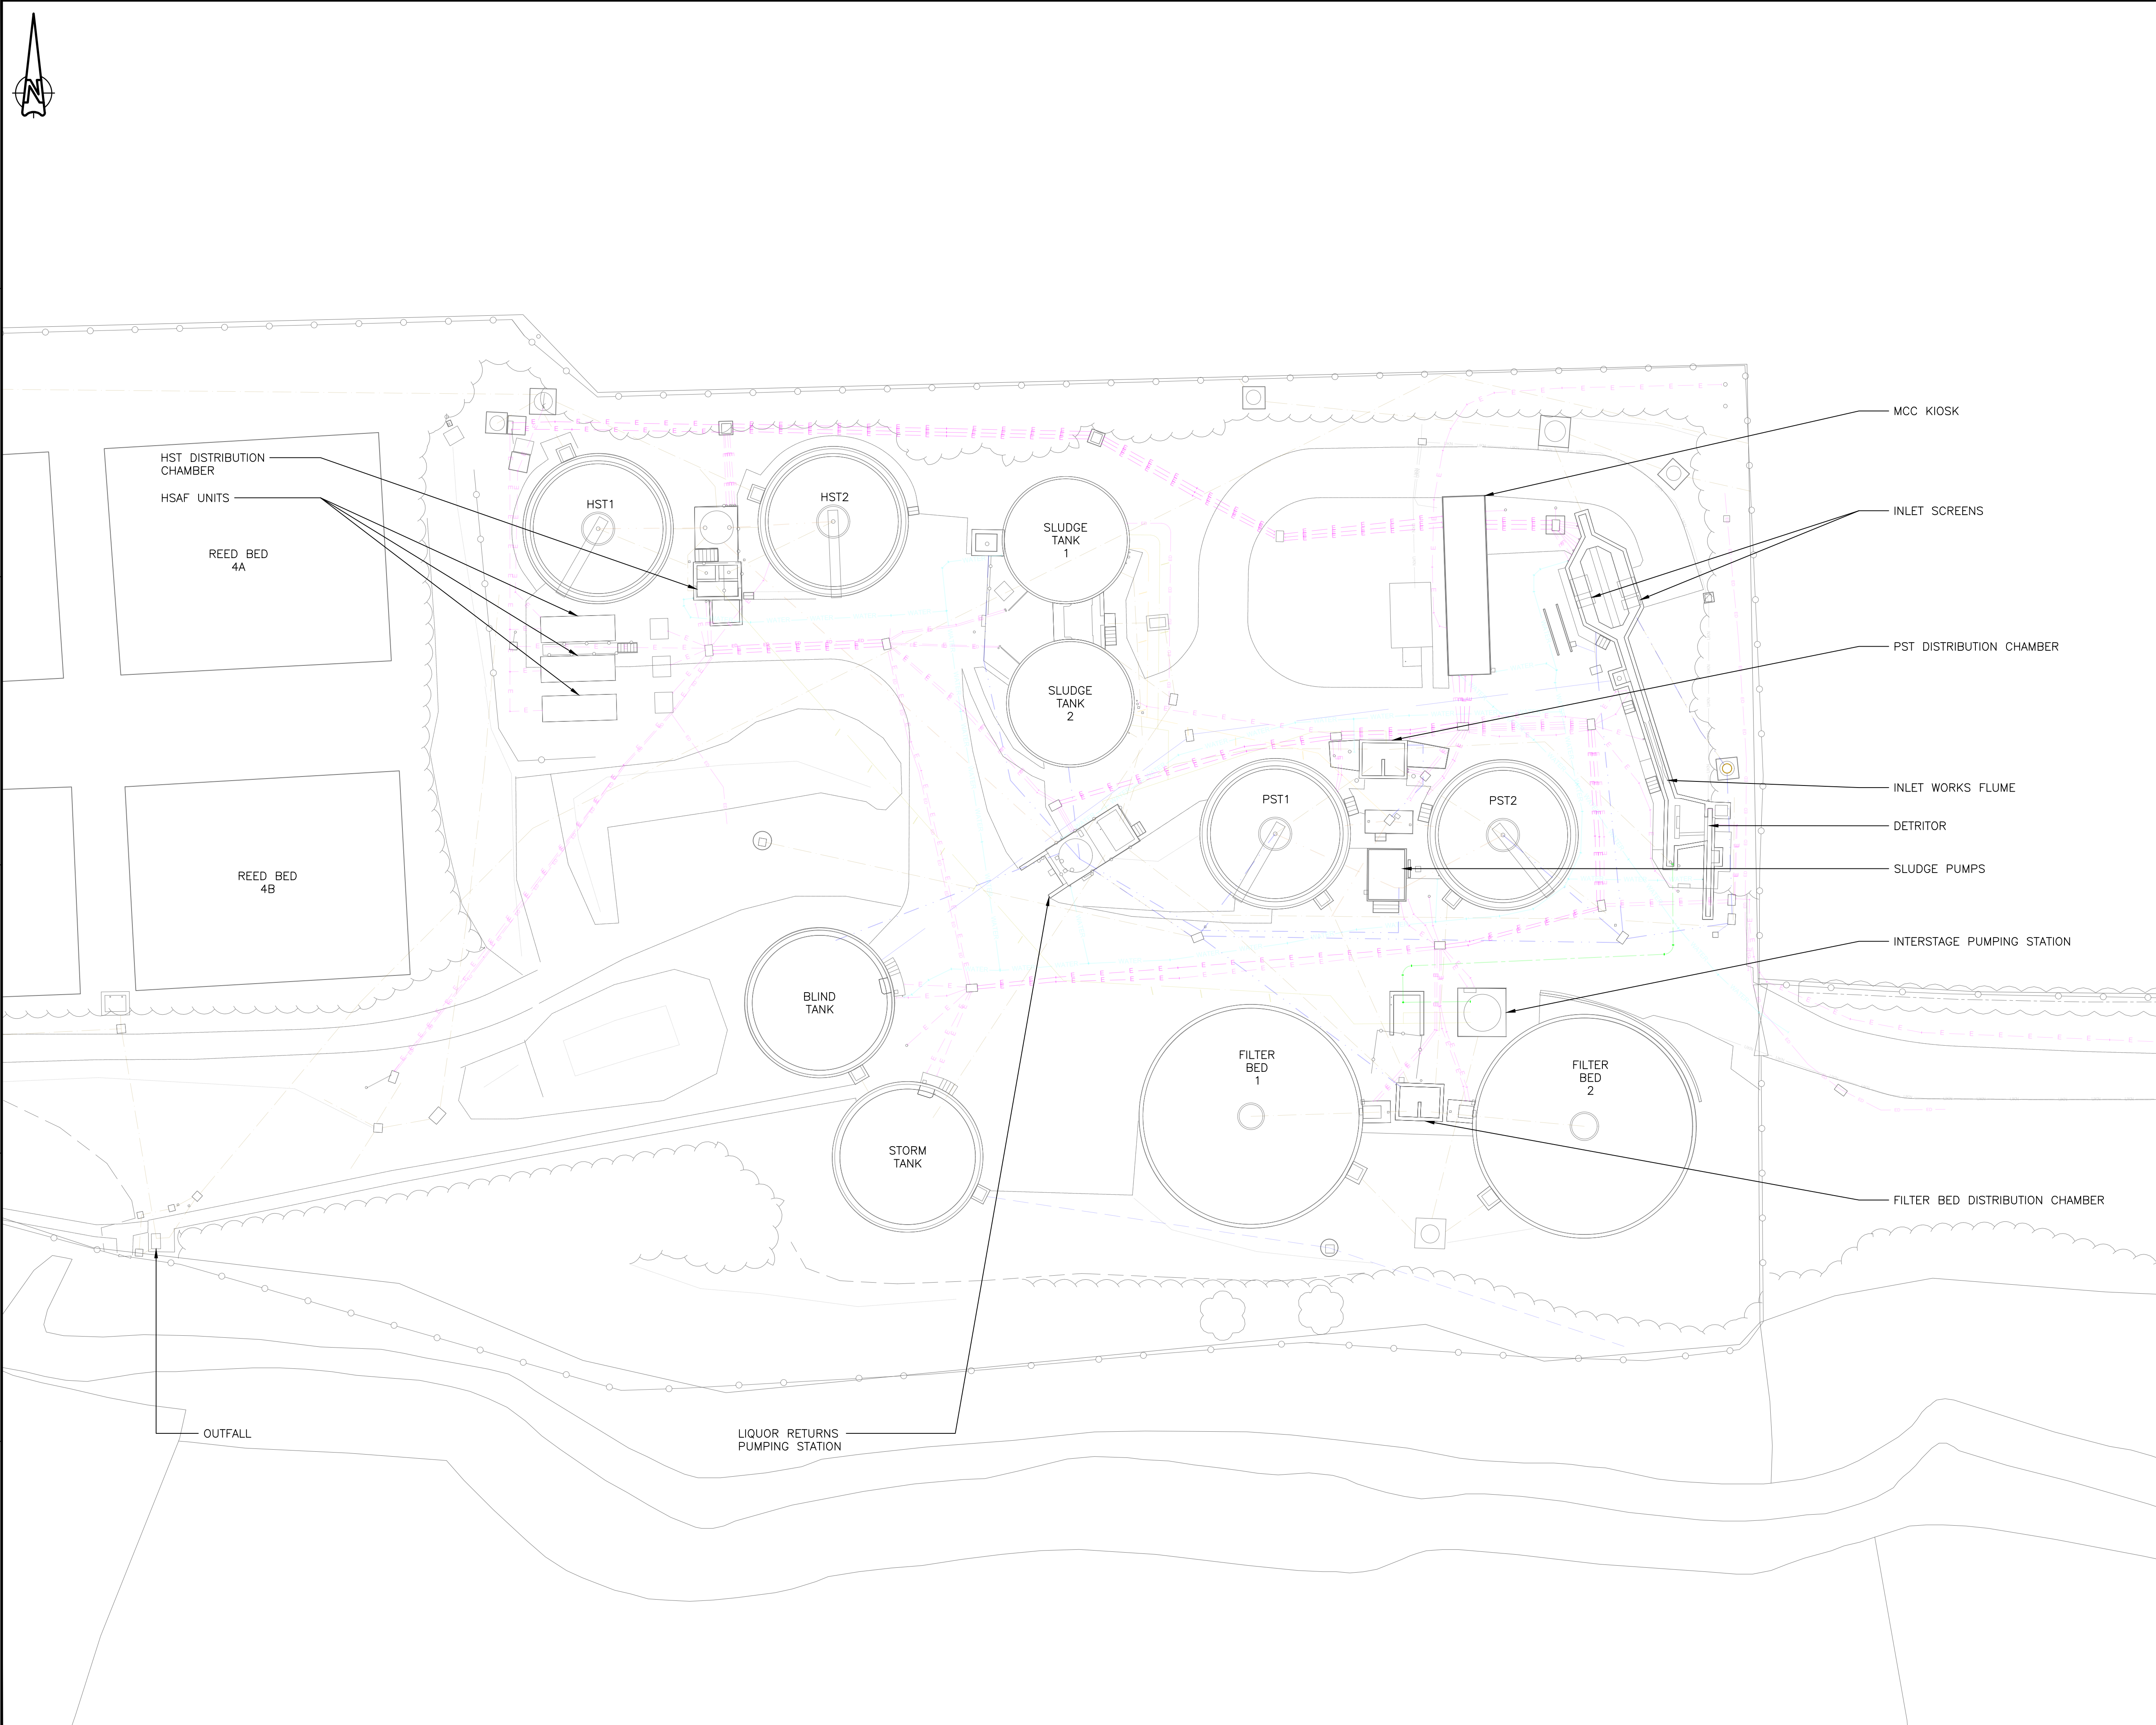 N
HST1
HST2
SLUDGE
TANK
1
MCC KIOSK
HST DISTRIBUTION
CHAMBER
HSAF UNITS
INLET SCREENS
REED BED
4A
PST DISTRIBUTION CHAMBER
SLUDGE
TANK
2
INLET WORKS FLUME
PST1
PST2
DETRITOR
SLUDGE PUMPS
REED BED
4B
INTERSTAGE PUMPING STATION
BLIND
TANK
FILTER
BED
1
FILTER
BED
2
STORM
TANK
FILTER BED DISTRIBUTION CHAMBER
OUTFALL
LIQUOR RETURNS
PUMPING STATION